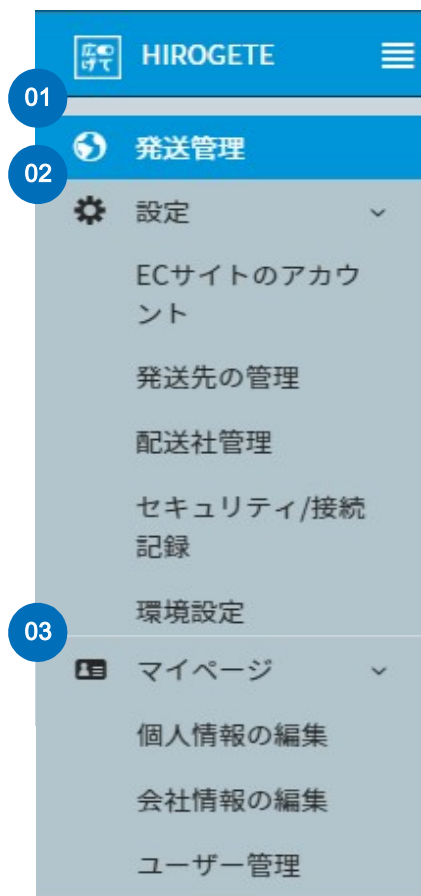 広
けて
HIROGETE
01
発送管理
02
設定
ECサイトのアカウ
ント
発送先の管理
配送社管理
セキュリティ/接続
記録
環境設定
03
マイページ
個人情報の編集
会社情報の編集
ユーザー管理